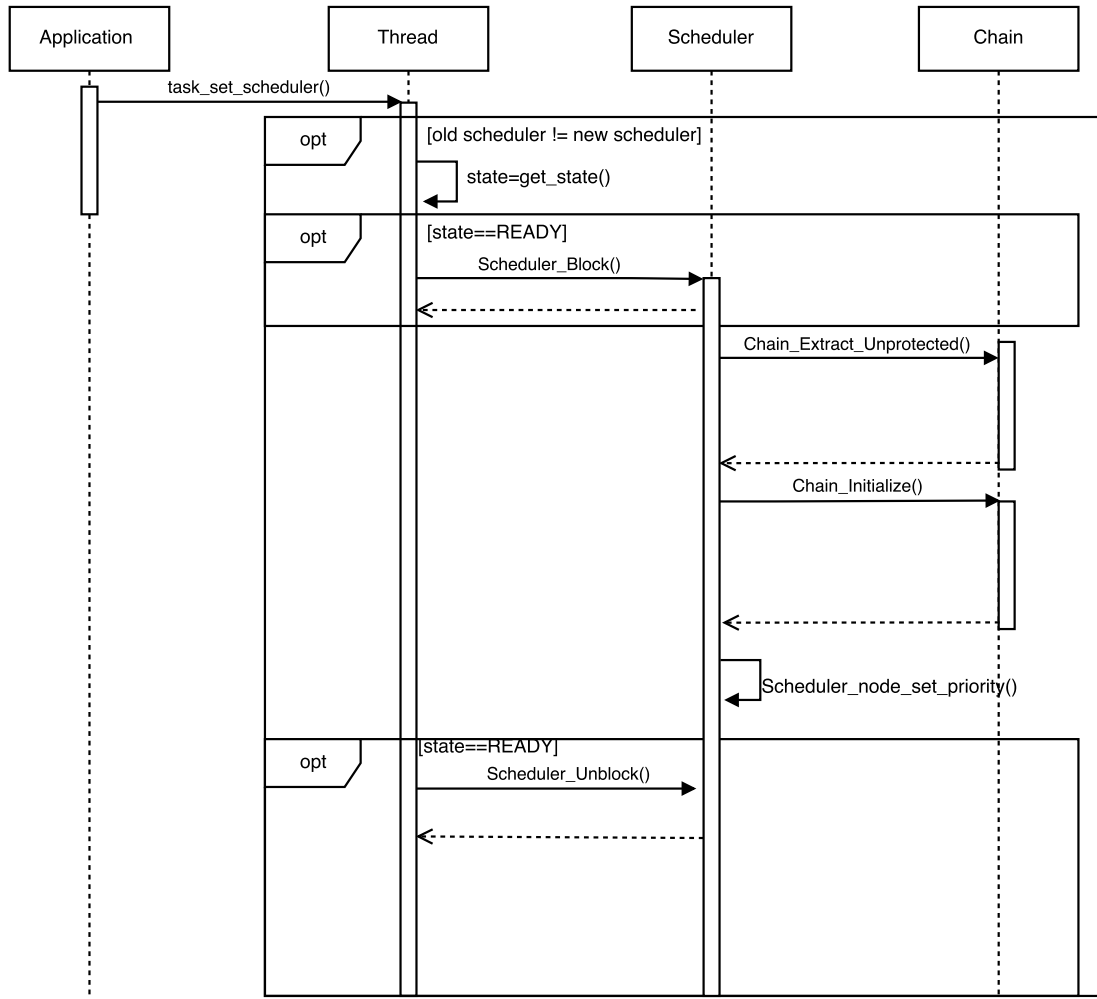 Application
Thread
Scheduler
Chain
task_set_scheduler()
opt
[old scheduler != new scheduler]
state=get_state()
opt
[state==READY]
Scheduler_Block()
Chain_Extract_Unprotected()
Chain_Initialize()
Scheduler_node_set_priority()
opt
[state==READY]
Scheduler_Unblock()